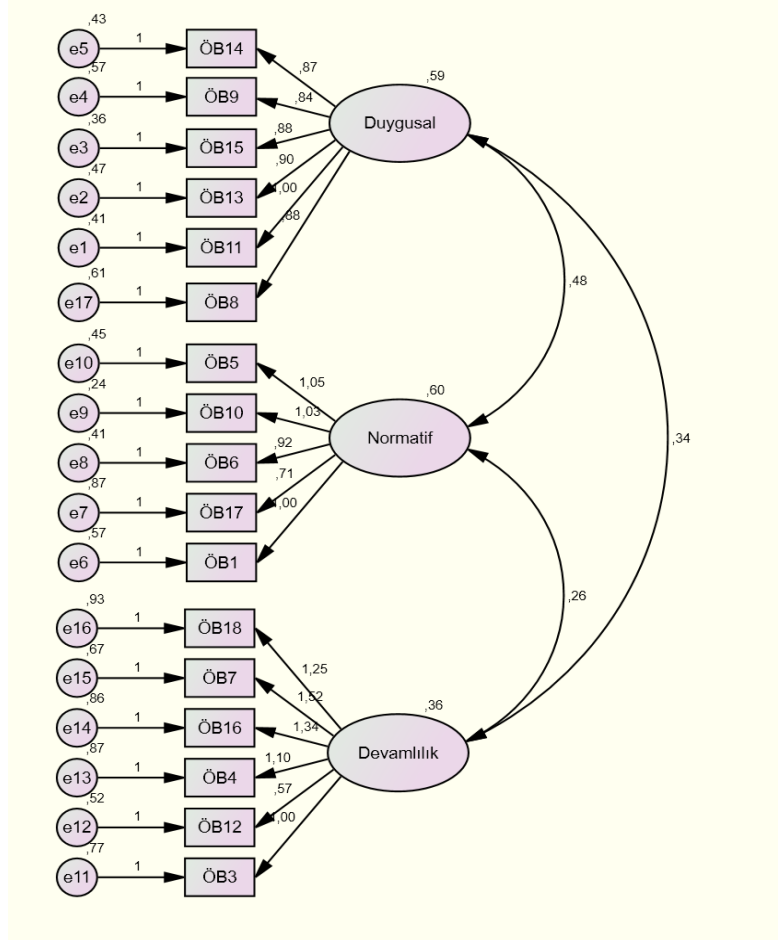 ,43
e5 1 ÖB14 ,87
,57
e4 1 ÖB9 ,84
,36
e3 1 ÖB15 ,88
,47
e2 1 ÖB13 ,90
,41
e1 1 ÖB11 1,00
,61
e17 1 ÖB8 ,88
,59
Duygusal
,48
,45
e10 1 ÖB5 1,05
,24
e9 1 ÖB10 1,03
,41
e8 1 ÖB6 ,92
,87
e7 1 ÖB17 ,71
,57
e6 1 ÖB1 1,00
,60
Normatif
,34
,26
,93
e16 1 ÖB18 1,25
,67
e15 1 ÖB7 1,52
,86
e14 1 ÖB16 1,34
,87
e13 1 ÖB4 1,10
,52
e12 1 ÖB12 ,57
,77
e11 1 ÖB3 1,00
,36
Devamlılık